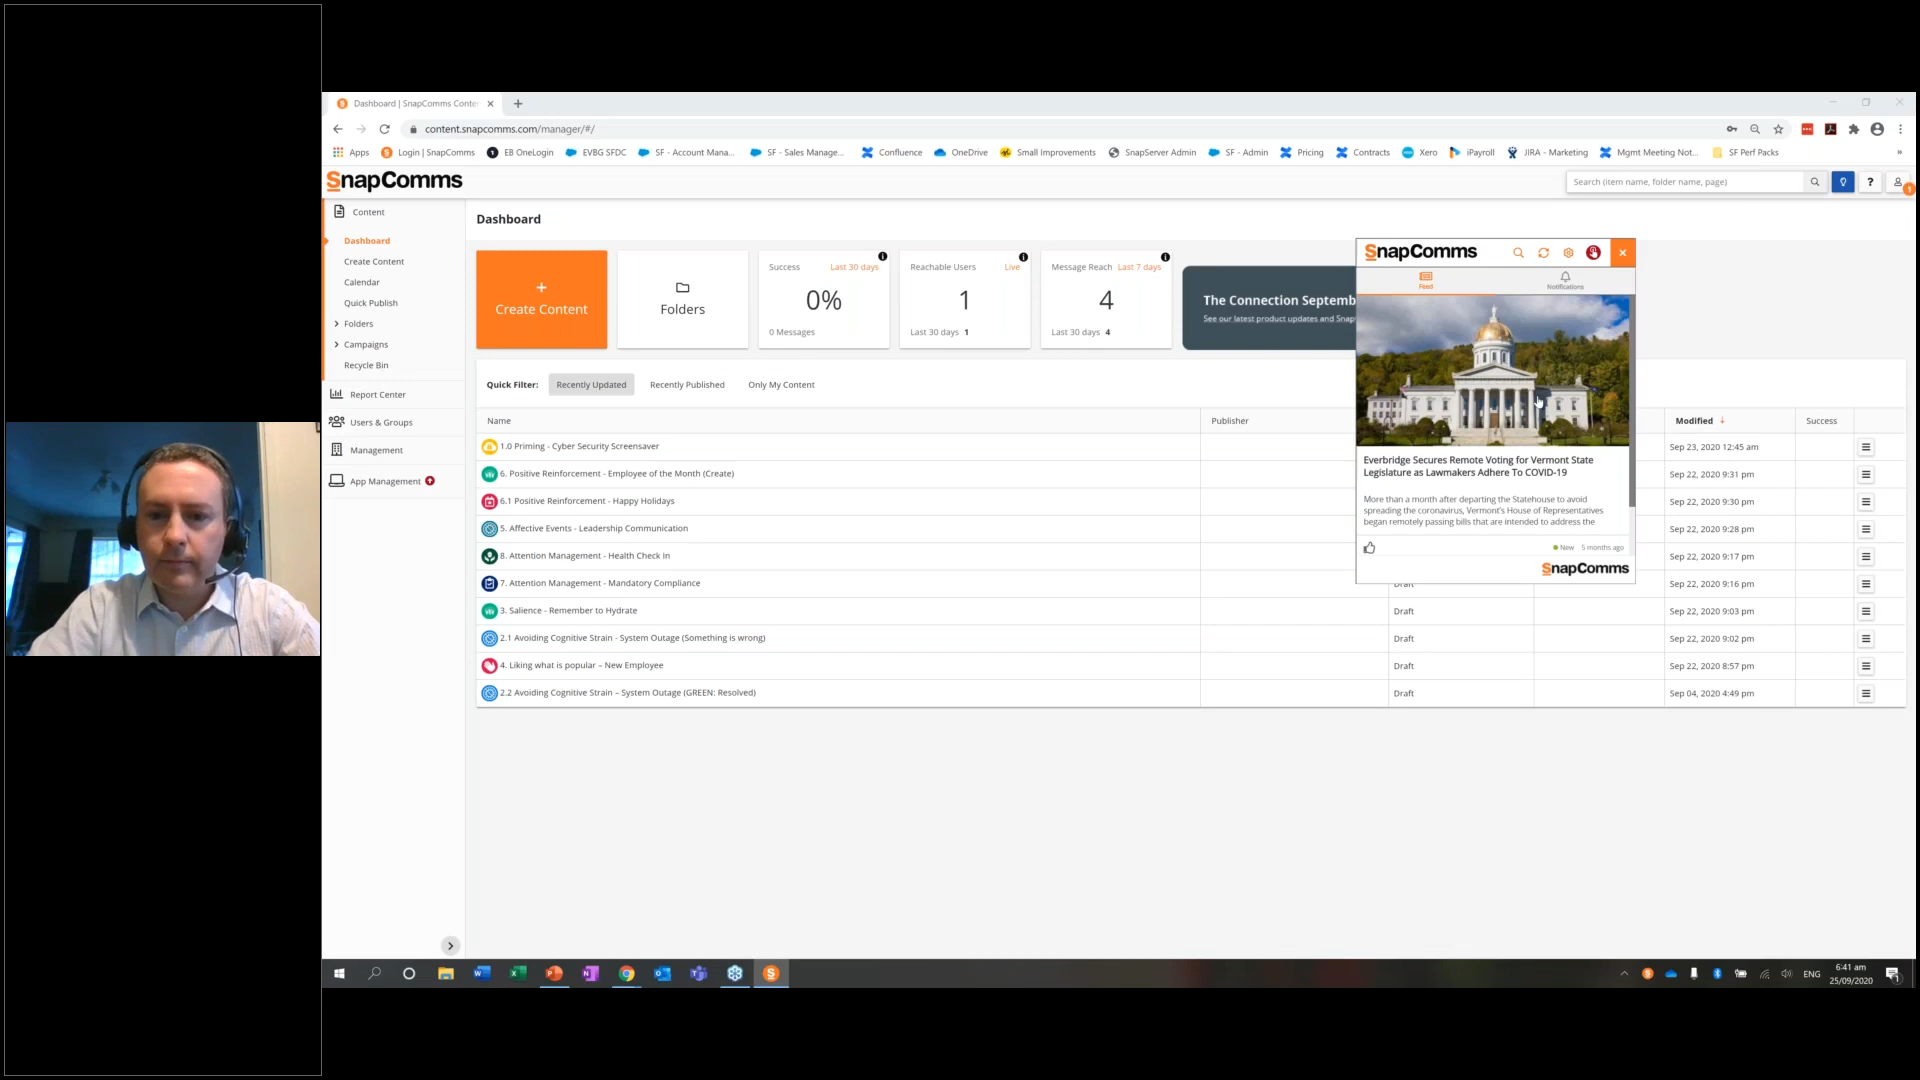 Dashboard | SnapComms Conte
content.snapcomms.com/manager/#/
Apps Login | SnapComms EB OneLogin EVBG SFDC SF - Account Mana... SF - Sales Manage... Confluence OneDrive Small Improvements SnapServer Admin SF - Admin Pricing Contracts Xero iPayroll JIRA - Marketing Mgmt Meeting Not... SF Perf Packs »
SnapComms
Search (item name, folder name, page)
?
1
Content
Dashboard
Create Content
Calendar
Quick Publish
Folders
Campaigns
Recycle Bin
Report Center
Users & Groups
Management
App Management
Dashboard
+
Create Content
Folders
Success Last 30 days
0%
0 Messages
Reachable Users Live
1
Last 30 days 1
Message Reach Last 7 days
4
Last 30 days 4
The Connection Septemb
See our latest product updates and Snap
Quick Filter: Recently Updated Recently Published Only My Content
Name Publisher Modified Success
1.0 Priming - Cyber Security Screensaver Sep 23, 2020 12:45 am
6. Positive Reinforcement - Employee of the Month (Create) Sep 22, 2020 9:31 pm
6.1 Positive Reinforcement - Happy Holidays Sep 22, 2020 9:30 pm
5. Affective Events - Leadership Communication Sep 22, 2020 9:28 pm
8. Attention Management - Health Check In Sep 22, 2020 9:17 pm
7. Attention Management - Mandatory Compliance Draft Sep 22, 2020 9:16 pm
3. Salience - Remember to Hydrate Draft Sep 22, 2020 9:03 pm
2.1 Avoiding Cognitive Strain - System Outage (Something is wrong) Draft Sep 22, 2020 9:02 pm
4. Liking what is popular – New Employee Draft Sep 22, 2020 8:57 pm
2.2 Avoiding Cognitive Strain – System Outage (GREEN: Resolved) Draft Sep 04, 2020 4:49 pm
SnapComms
Feed Notifications
Everbridge Secures Remote Voting for Vermont State
Legislature as Lawmakers Adhere To COVID-19
More than a month after departing the Statehouse to avoid
spreading the coronavirus, Vermont's House of Representatives
began remotely passing bills that are intended to address the
New 5 months ago
SnapComms
ENG
6:41 am
25/09/2020